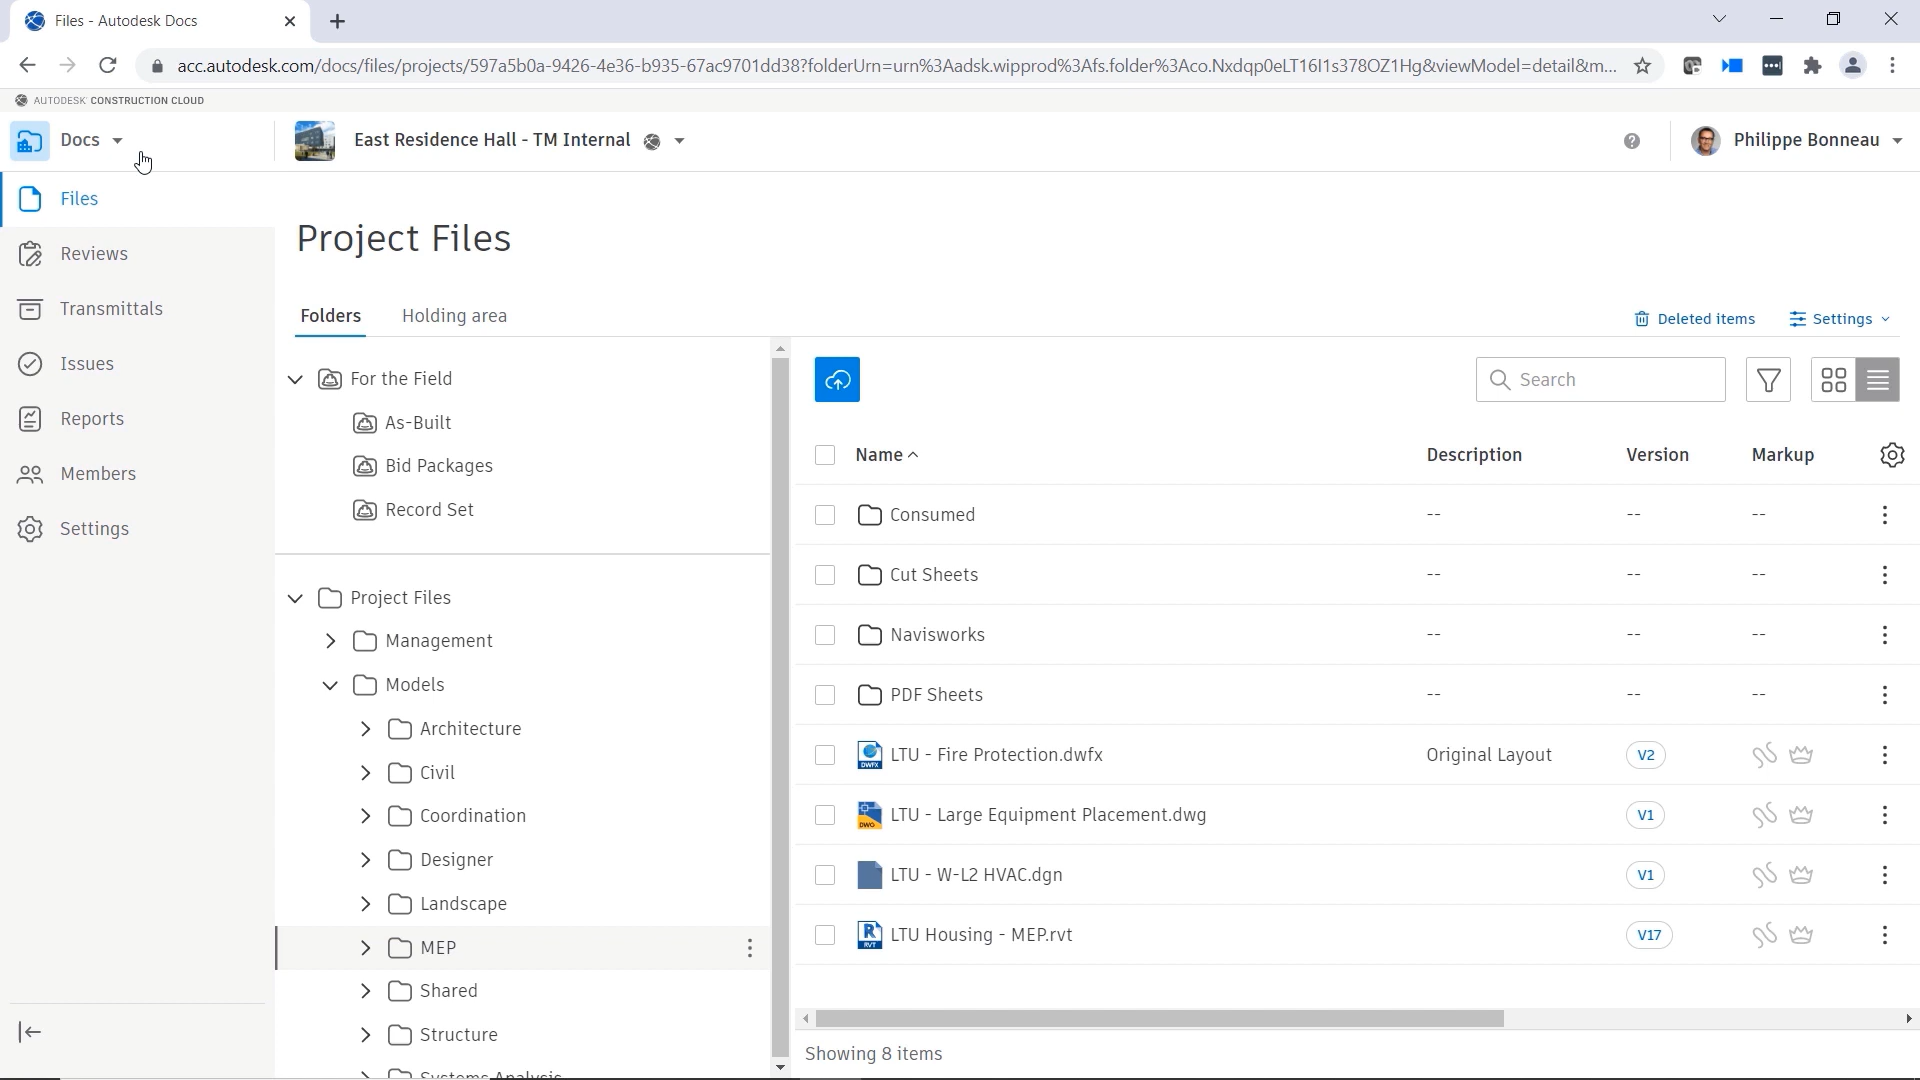 Files - Autodesk Docs
acc.autodesk.com/docs/files/projects/597a5b0a-9426-4e36-b935-67ac9701dd38?folderUrn=urn%3Aadsk.wipprod%3Afs.folder%3Aco.Nxdqp0eLT16I1s378OZ1Hg&viewModel=detail&m...
AUTODESK CONSTRUCTION CLOUD
Docs
East Residence Hall - TM Internal
Philippe Bonneau
Files
Reviews
Transmittals
Issues
Reports
Members
Settings
Project Files
Folders
Holding area
Deleted items
Settings
For the Field
As-Built
Bid Packages
Record Set
Project Files
Management
Models
Architecture
Civil
Coordination
Designer
Landscape
MEP
Shared
Structure
Systems Analysis
Search
Name Description Version Markup
Consumed -- -- --
Cut Sheets -- -- --
Navisworks -- -- --
PDF Sheets -- -- --
DWFX LTU - Fire Protection.dwfx Original Layout V2
DWG LTU - Large Equipment Placement.dwg V1
LTU - W-L2 HVAC.dgn V1
R RVT LTU Housing - MEP.rvt V17
Showing 8 items